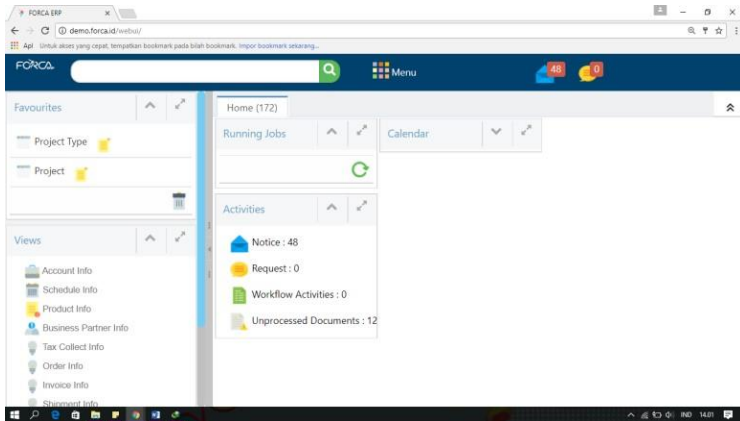 FORCA ERP
demo.forca.id/webui/
Apl Untuk akses yang cepat, tempatkan bookmark pada bilah bookmark. Impor bookmark sekarang...
FORCA
Menu
48
0
Favourites
Project Type
Project
Views
Account Info
Schedule Info
Product Info
Business Partner Info
Tax Collect Info
Order Info
Invoice Info
Shipment Info
Home (172)
Running Jobs
Calendar
Activities
Notice : 48
Request : 0
Workflow Activities : 0
Unprocessed Documents : 12
IND 14.01